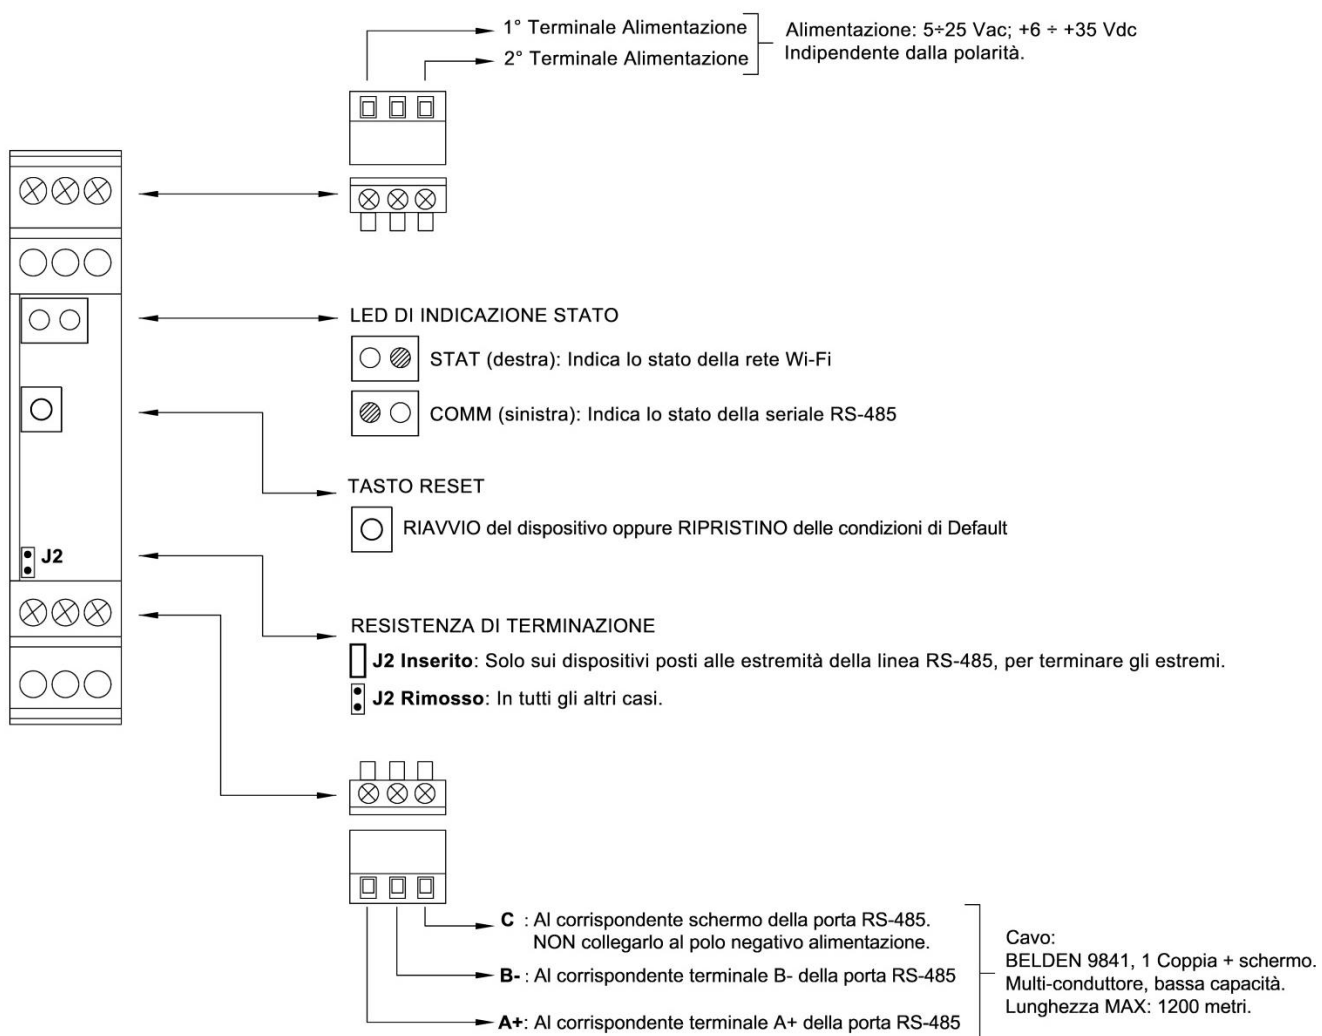 1° Terminale Alimentazione
2° Terminale Alimentazione
Alimentazione: 5÷25 Vac; +6 ÷ +35 Vdc
Indipendente dalla polarità.
LED DI INDICAZIONE STATO
STAT (destra): Indica lo stato della rete Wi-Fi
COMM (sinistra): Indica lo stato della seriale RS-485
TASTO RESET
RIAVVIO del dispositivo oppure RIPRISTINO delle condizioni di Default
J2
RESISTENZA DI TERMINAZIONE
J2 Inserito: Solo sui dispositivi posti alle estremità della linea RS-485, per terminare gli estremi.
J2 Rimosso: In tutti gli altri casi.
C : Al corrispondente schermo della porta RS-485.
NON collegarlo al polo negativo alimentazione.
B- : Al corrispondente terminale B- della porta RS-485
A+: Al corrispondente terminale A+ della porta RS-485
Cavo:
BELDEN 9841, 1 Coppia + schermo.
Multi-conduttore, bassa capacità.
Lunghezza MAX: 1200 metri.